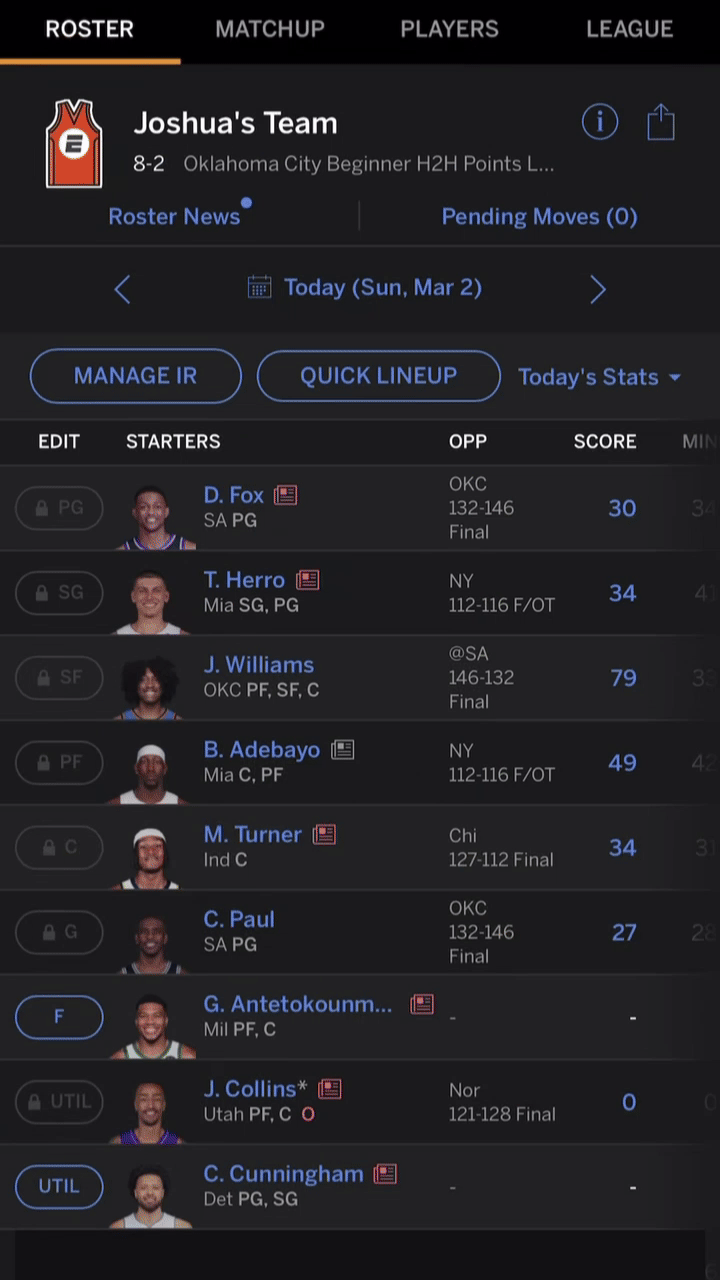 ROSTER MATCHUP PLAYERS LEAGUE
E
Joshua's Team
8-2 Oklahoma City Beginner H2H Points L...
Roster News Pending Moves (0)
Today (Sun, Mar 2)
MANAGE IR QUICK LINEUP Today's Stats
EDIT STARTERS OPP SCORE MIN
PG D. Fox SA PG OKC 132-146 Final 30 34
SG T. Herro Mia SG, PG NY 112-116 F/OT 34
SF J. Williams OKC PF, SF, C @SA 146-132 Final 79
PF B. Adebayo Mia C, PF NY 112-116 F/OT 49 42
C M. Turner Ind C Chi 127-112 Final 34
G C. Paul SA PG OKC 132-146 Final 27 28
F G. Antetokounm... Mil PF, C - -
UTIL J. Collins* Utah PF, C O Nor 121-128 Final 0 0
UTIL C. Cunningham Det PG, SG - -